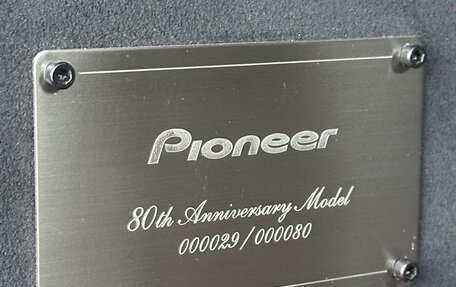 Pioneer
80th Anniversary Model
000029/000080